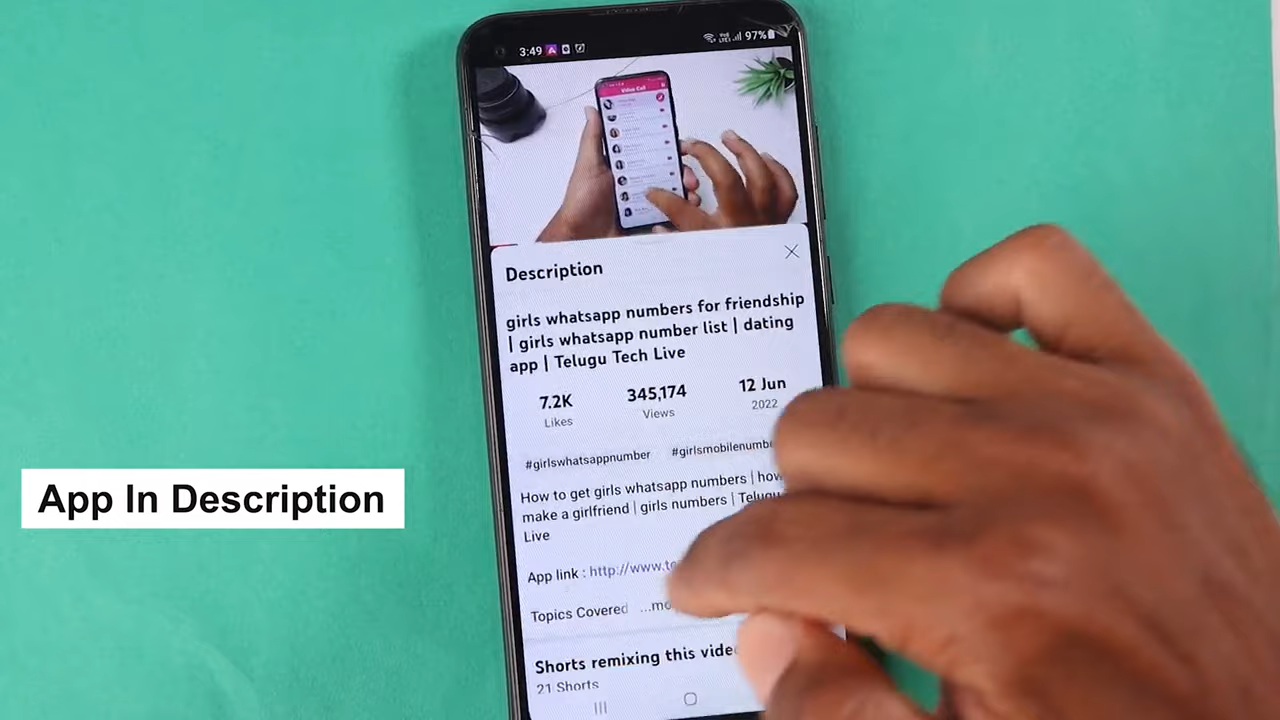 3:49
97%
Video Call
Description
girls whatsapp numbers for friendship
| girls whatsapp number list | dating
app | Telugu Tech Live
7.2K 345,174 12 Jun
Likes Views 2022
#girlswhatsappnumber #girlsmobilenumbe
How to get girls whatsapp numbers | how
make a girlfriend | girls numbers | Telugu
Live
App link : http://www.te
Topics Covered ...mo
Shorts remixing this video
21 Shorts
App In Description